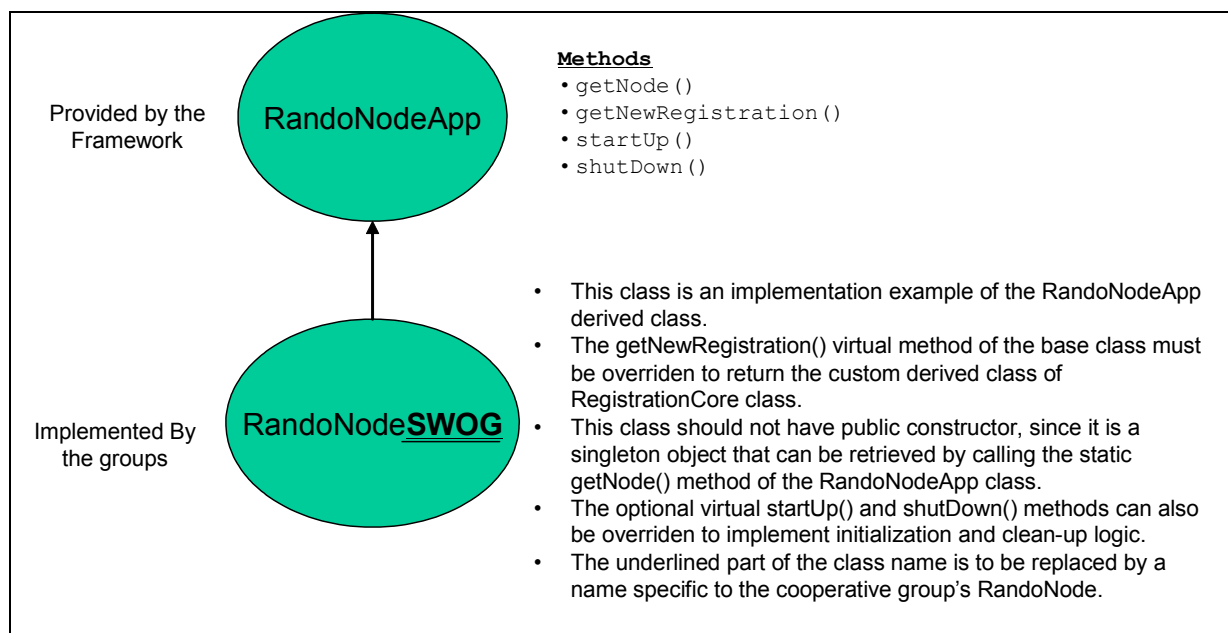 Provided by the
Framework
RandoNodeApp
Methods
• getNode()
• getNewRegistration()
• startUp()
• shutDown()
Implemented By
the groups
RandoNodeSWOG
• This class is an implementation example of the RandoNodeApp
derived class.
• The getNewRegistration() virtual method of the base class must
be overriden to return the custom derived class of
RegistrationCore class.
• This class should not have public constructor, since it is a
singleton object that can be retrieved by calling the static
getNode() method of the RandoNodeApp class.
• The optional virtual startUp() and shutDown() methods can also
be overriden to implement initialization and clean-up logic.
• The underlined part of the class name is to be replaced by a
name specific to the cooperative group’s RandoNode.